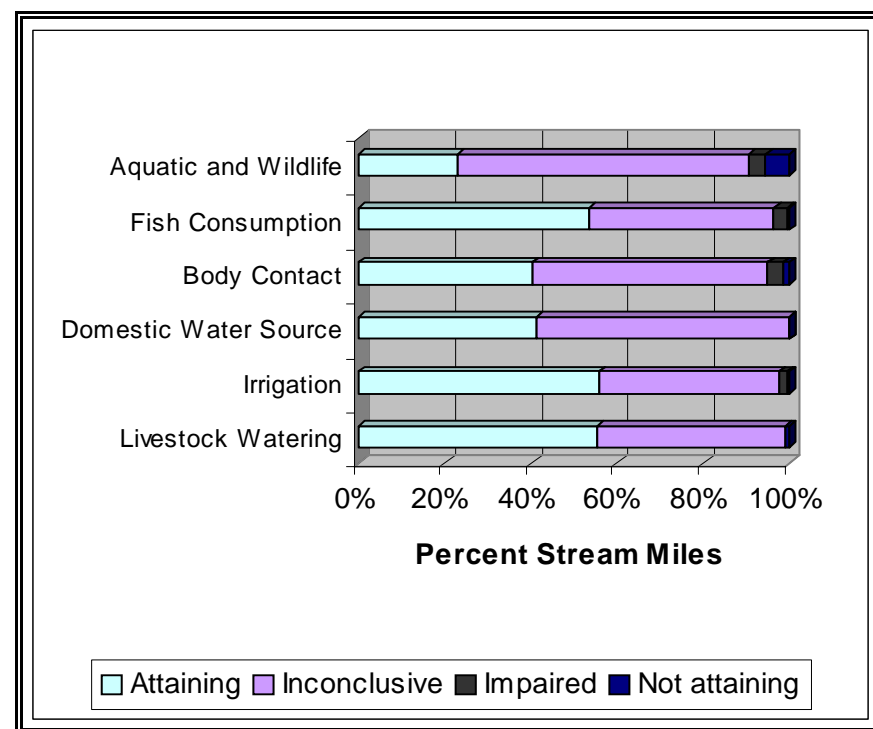 Aquatic and Wildlife
Fish Consumption
Body Contact
Domestic Water Source
Irrigation
Livestock Watering
0% 20% 40% 60% 80% 100%
Percent Stream Miles
Attaining Inconclusive Impaired Not attaining